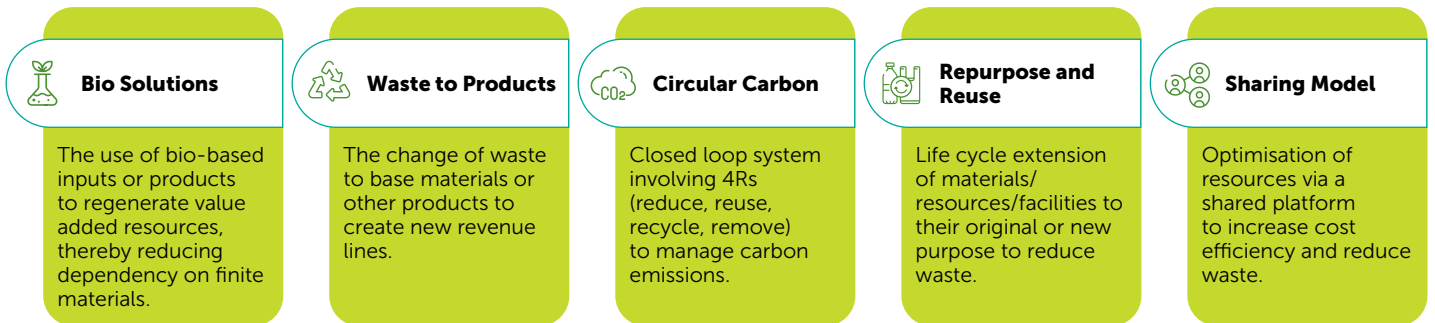 Bio Solutions
The use of bio-based
inputs or products
to regenerate value
added resources,
thereby reducing
dependency on finite
materials.
Waste to Products
The change of waste
to base materials or
other products to
create new revenue
lines.
CO2
Circular Carbon
Closed loop system
involving 4Rs
(reduce, reuse,
recycle, remove)
to manage carbon
emissions.
Repurpose and
Reuse
Life cycle extension
of materials/
resources/facilities to
their original or new
purpose to reduce
waste.
Sharing Model
Optimisation of
resources via a
shared platform
to increase cost
efficiency and reduce
waste.